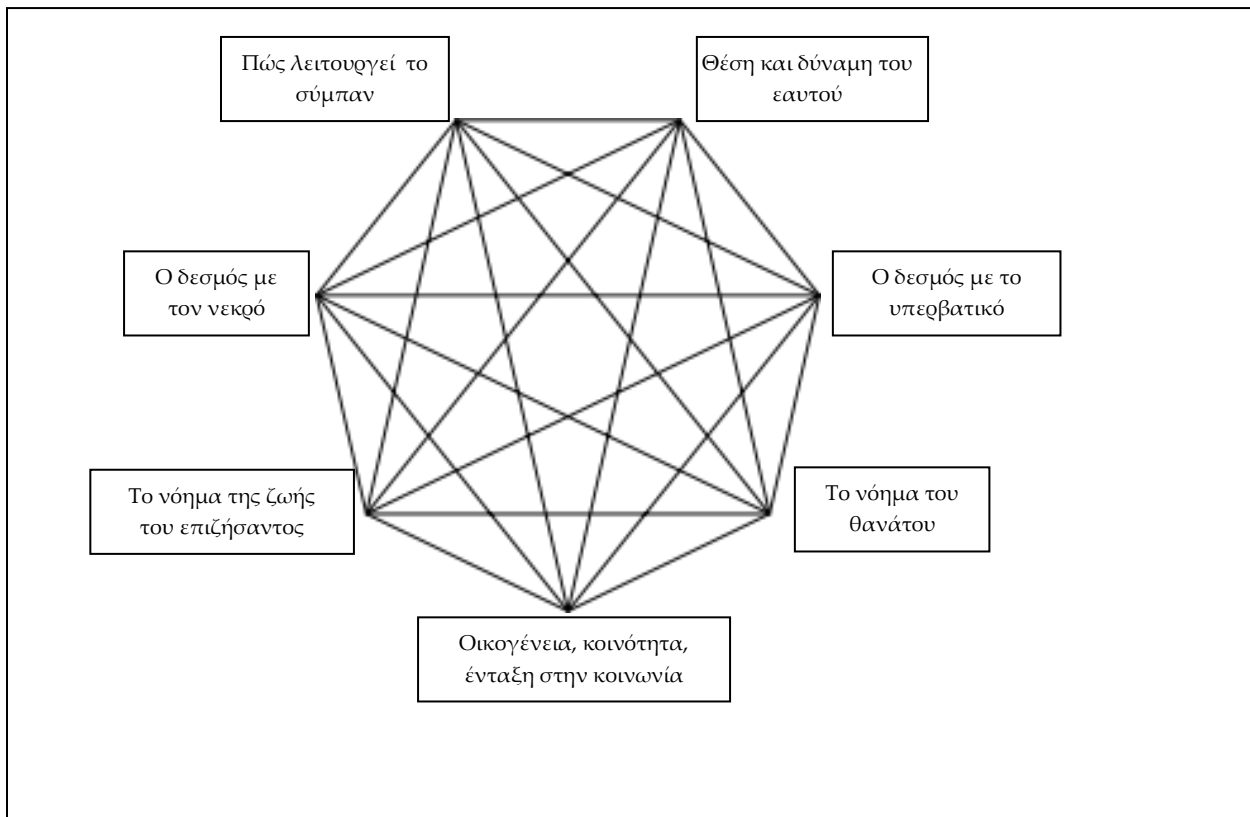 Πώς λειτουργεί το
σύμπαν
Θέση και δύναμη του
εαυτού
Ο δεσμός με
τον νεκρό
Ο δεσμός με το
υπερβατικό
Το νόημα της ζωής
του επιζήσαντος
Το νόημα του
θανάτου
Οικογένεια, κοινότητα,
ένταξη στην κοινωνία